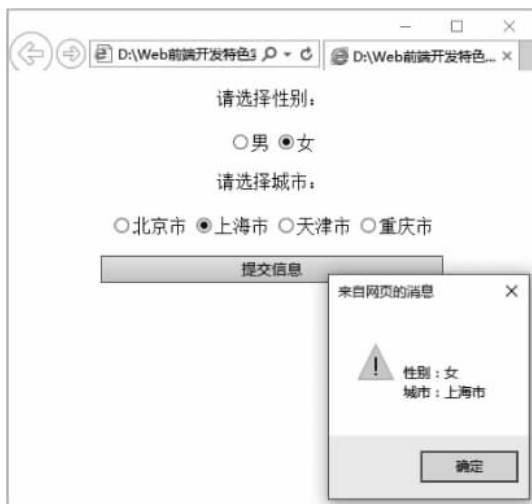 D:\Web前端开发特色
D:\Web前端开发特色...
请选择性别：
男 女
请选择城市：
北京市 上海市 天津市 重庆市
提交信息
来自网页的消息
性别：女
城市：上海市
确定